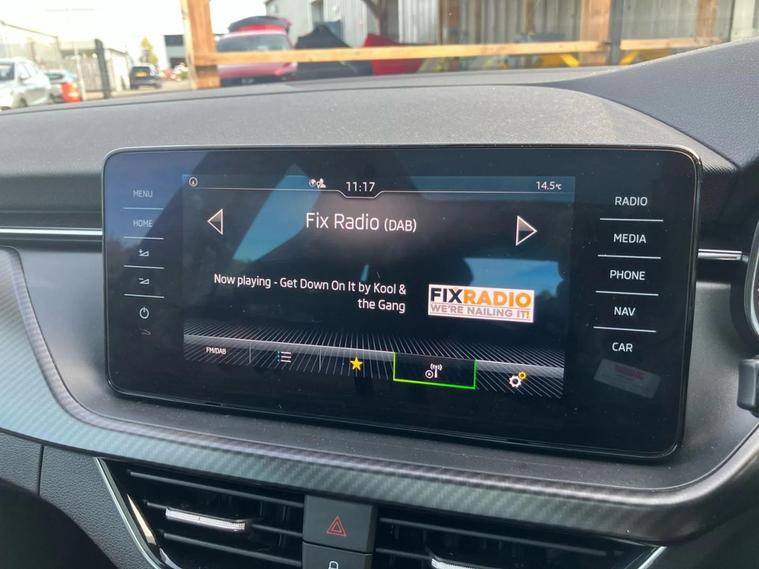 11:17
14.5°C
MENU
HOME
Fix Radio (DAB)
Now playing - Get Down On It by Kool &
the Gang
FIXRADIO
WE'RE NAILING IT!
FM/DAB
RADIO
MEDIA
PHONE
NAV
CAR